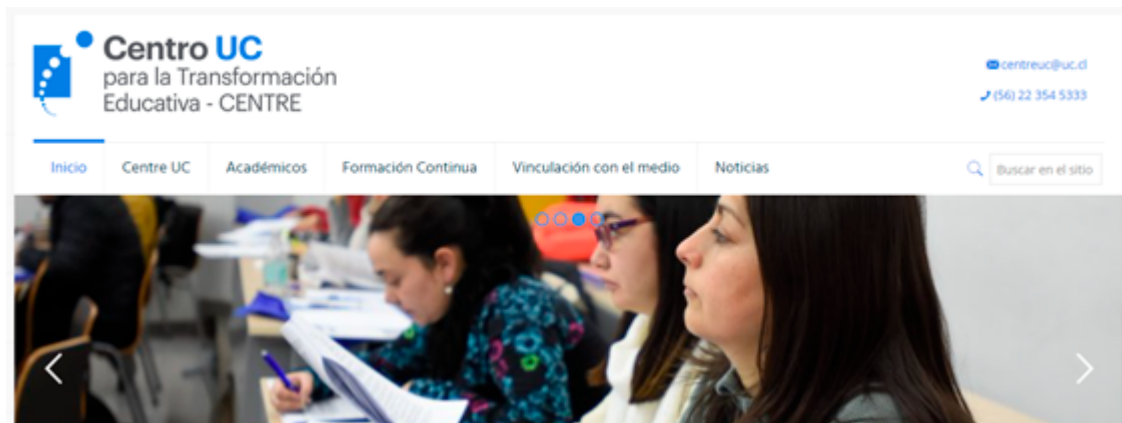 Centro UC
para la Transformación
Educativa - CENTRE
centreuc@uc.cl
(56) 22 354 5333
Inicio Centre UC Académicos Formación Continua Vinculación con el medio Noticias Buscar en el sitio